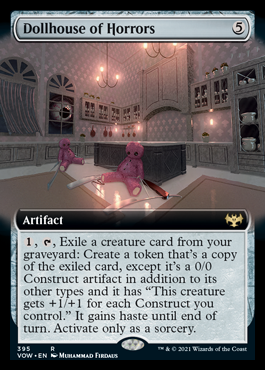 Dollhouse of Horrors 5
Artifact
1, T, Exile a creature card from your
graveyard: Create a token that's a copy
of the exiled card, except it's a 0/0
Construct artifact in addition to its
other types and it has "This creature
gets +1/+1 for each Construct you
control." It gains haste until end of
turn. Activate only as a sorcery.
395 R
VOW • EN Muhammad Firdaus ™ & © 2021 Wizards of the Coast